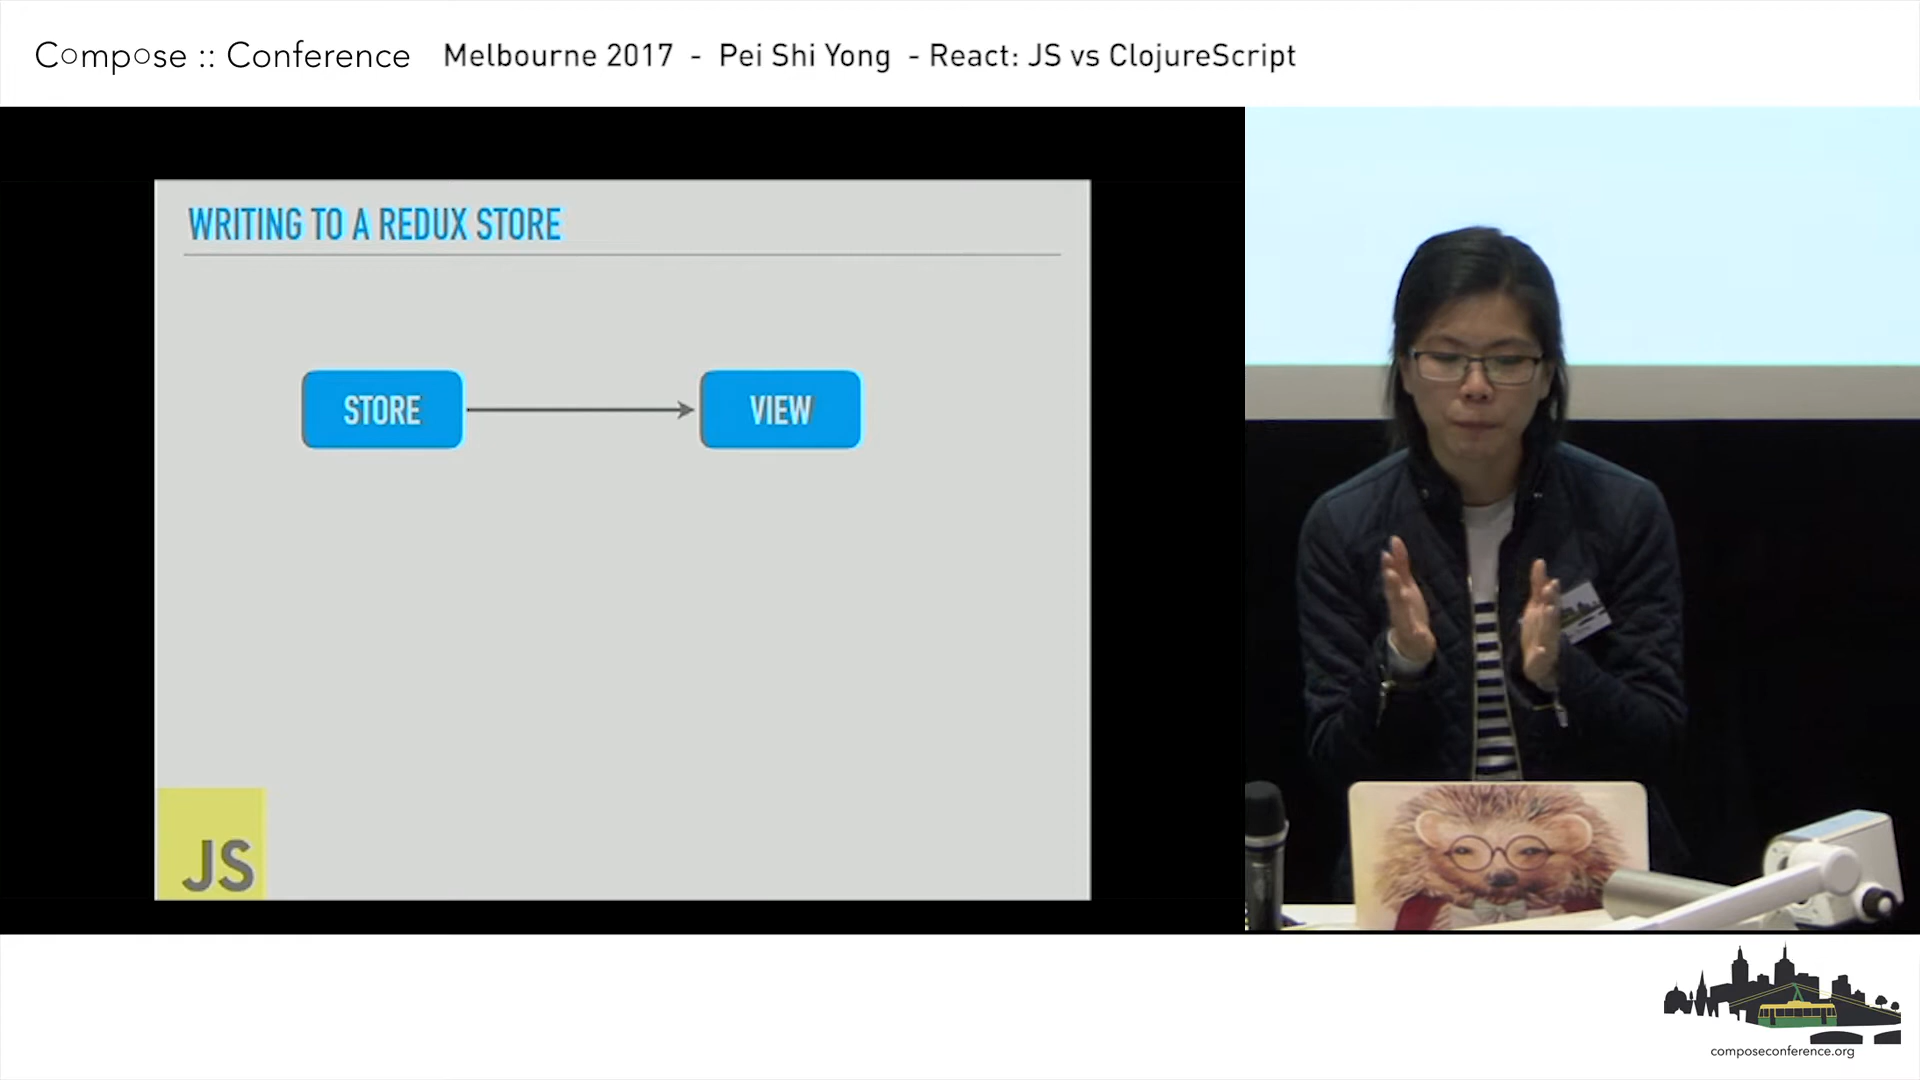 Compose :: Conference Melbourne 2017 - Pei Shi Yong - React: JS vs ClojureScript
WRITING TO A REDUX STORE
STORE
VIEW
JS
composeconference.org